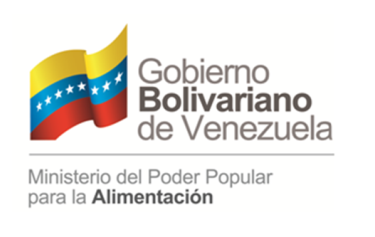 Gobierno
Bolivariano
de Venezuela
Ministerio del Poder Popular
para la Alimentación